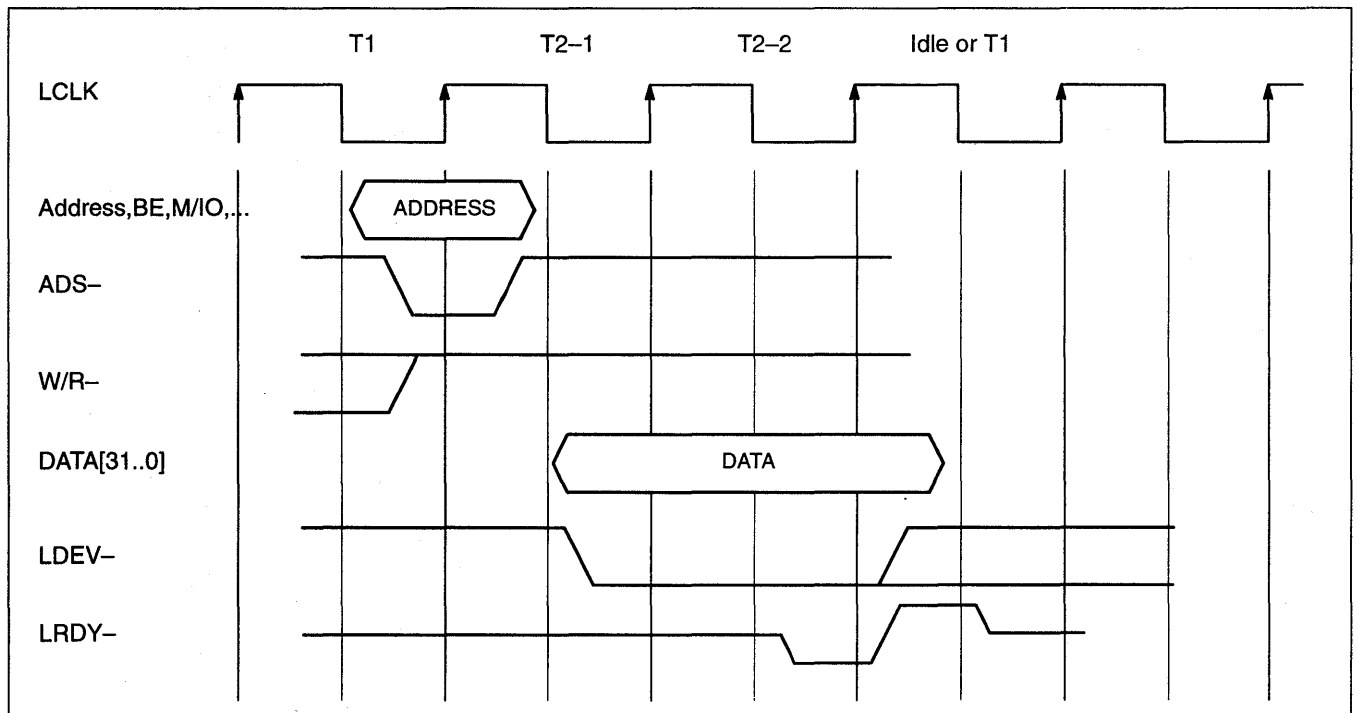 T1 T2–1 T2–2 Idle or T1
LCLK
Address,BE,M/IO,...
ADDRESS
ADS–
W/R–
DATA[31..0]
DATA
LDEV–
LRDY–